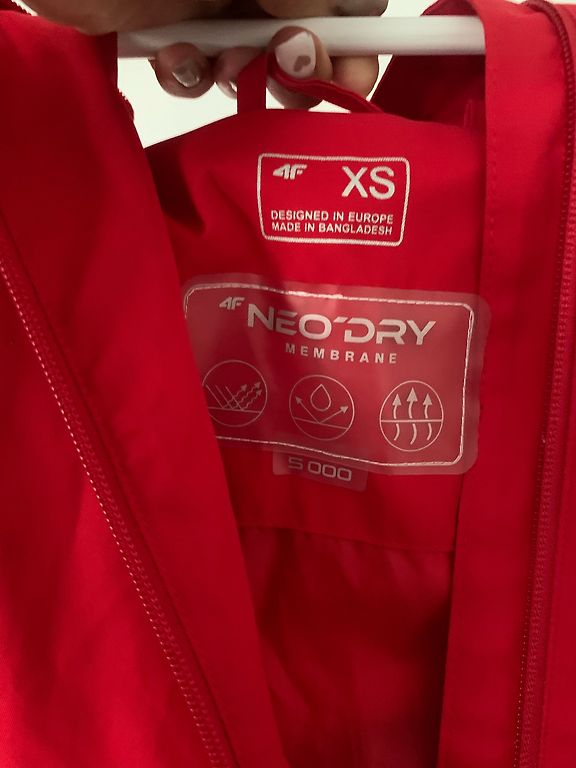 4F XS
DESIGNED IN EUROPE
MADE IN BANGLADESH
4F NEO'DRY
MEMBRANE
5 000